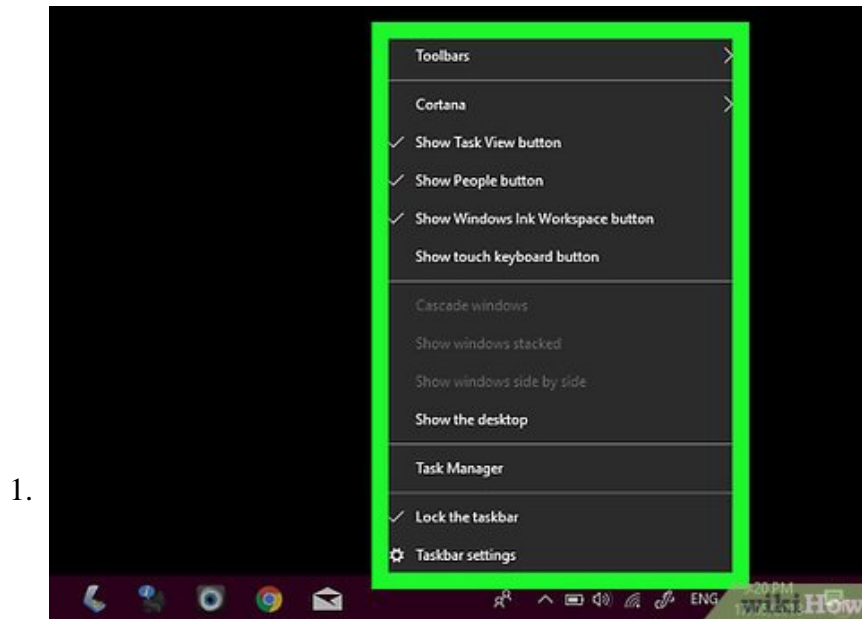 Toolbars
Cortana
Show Task View button
Show People button
Show Windows Ink Workspace button
Show touch keyboard button
Cascade windows
Show windows stacked
Show windows side by side
Show the desktop
Task Manager
1.
Lock the taskbar
Taskbar settings
ENG
:20 PM
wikiHow